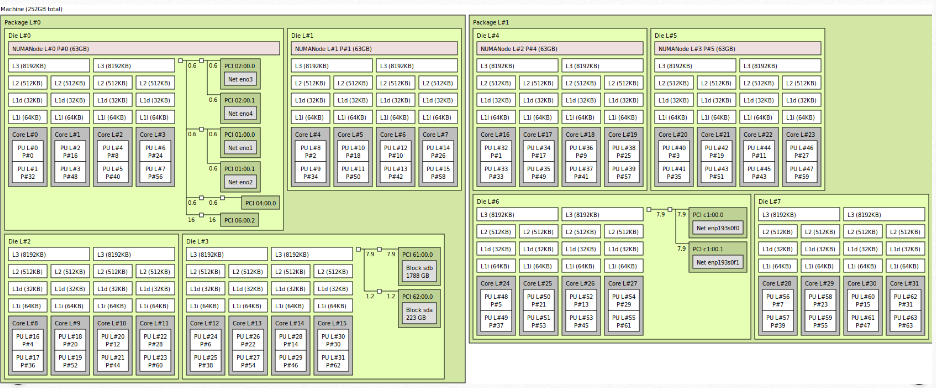 Machine (252GB total)
Package L#0
Die L#0
NUMANode L#0 P#0 (63GB)
L3 (8192KB) L3 (8192KB)
L2 (512KB) L2 (512KB) L2 (512KB) L2 (512KB)
L1d (32KB) L1d (32KB) L1d (32KB) L1d (32KB)
L1i (64KB) L1i (64KB) L1i (64KB) L1i (64KB)
Core L#0 Core L#1 Core L#2 Core L#3
PU L#0 PU L#2 PU L#4 PU L#6
P#0 P#16 P#8 P#24
PU L#1 PU L#3 PU L#5 PU L#7
P#32 P#48 P#40 P#56
0.6 0.6 PCI 02:00.0
Net eno3
0.6 PCI 02:00.1
Net eno4
0.6 0.6 PCI 01:00.0
Net eno1
0.6 PCI 01:00.1
Net eno2
0.6 0.6 PCI 04:00.0
16 16 PCI 06:00.2
Die L#1
NUMANode L#1 P#1 (63GB)
L3 (8192KB) L3 (8192KB)
L2 (512KB) L2 (512KB) L2 (512KB) L2 (512KB)
L1d (32KB) L1d (32KB) L1d (32KB) L1d (32KB)
L1i (64KB) L1i (64KB) L1i (64KB) L1i (64KB)
Core L#4 Core L#5 Core L#6 Core L#7
PU L#8 PU L#10 PU L#12 PU L#14
P#2 P#18 P#10 P#26
PU L#9 PU L#11 PU L#13 PU L#15
P#34 P#50 P#42 P#58
Die L#2
L3 (8192KB) L3 (8192KB)
L2 (512KB) L2 (512KB) L2 (512KB) L2 (512KB)
L1d (32KB) L1d (32KB) L1d (32KB) L1d (32KB)
L1i (64KB) L1i (64KB) L1i (64KB) L1i (64KB)
Core L#8 Core L#9 Core L#10 Core L#11
PU L#16 PU L#18 PU L#20 PU L#22
P#4 P#20 P#12 P#28
PU L#17 PU L#19 PU L#21 PU L#23
P#36 P#52 P#44 P#60
Die L#3
L3 (8192KB) L3 (8192KB)
L2 (512KB) L2 (512KB) L2 (512KB) L2 (512KB)
L1d (32KB) L1d (32KB) L1d (32KB) L1d (32KB)
L1i (64KB) L1i (64KB) L1i (64KB) L1i (64KB)
Core L#12 Core L#13 Core L#14 Core L#15
PU L#24 PU L#26 PU L#28 PU L#30
P#6 P#22 P#14 P#30
PU L#25 PU L#27 PU L#29 PU L#31
P#38 P#54 P#46 P#62
7.9 7.9 PCI 61:00.0
Block sdb
1788 GB
1.2 1.2 PCI 62:00.0
Block sda
223 GB
Package L#1
Die L#4
NUMANode L#2 P#4 (63GB)
L3 (8192KB) L3 (8192KB)
L2 (512KB) L2 (512KB) L2 (512KB) L2 (512KB)
L1d (32KB) L1d (32KB) L1d (32KB) L1d (32KB)
L1i (64KB) L1i (64KB) L1i (64KB) L1i (64KB)
Core L#16 Core L#17 Core L#18 Core L#19
PU L#32 PU L#34 PU L#36 PU L#38
P#1 P#17 P#9 P#25
PU L#33 PU L#35 PU L#37 PU L#39
P#33 P#49 P#41 P#57
Die L#5
NUMANode L#3 P#5 (63GB)
L3 (8192KB) L3 (8192KB)
L2 (512KB) L2 (512KB) L2 (512KB) L2 (512KB)
L1d (32KB) L1d (32KB) L1d (32KB) L1d (32KB)
L1i (64KB) L1i (64KB) L1i (64KB) L1i (64KB)
Core L#20 Core L#21 Core L#22 Core L#23
PU L#40 PU L#42 PU L#44 PU L#46
P#3 P#19 P#11 P#27
PU L#41 PU L#43 PU L#45 PU L#47
P#35 P#51 P#43 P#59
Die L#6
L3 (8192KB) L3 (8192KB)
L2 (512KB) L2 (512KB) L2 (512KB) L2 (512KB)
L1d (32KB) L1d (32KB) L1d (32KB) L1d (32KB)
L1i (64KB) L1i (64KB) L1i (64KB) L1i (64KB)
Core L#24 Core L#25 Core L#26 Core L#27
PU L#48 PU L#50 PU L#52 PU L#54
P#5 P#21 P#13 P#29
PU L#49 PU L#51 PU L#53 PU L#55
P#37 P#53 P#45 P#61
7.9 7.9 PCI c1:00.0
Net enp193s0f0
7.9 PCI c1:00.1
Net enp193s0f1
Die L#7
L3 (8192KB) L3 (8192KB)
L2 (512KB) L2 (512KB) L2 (512KB) L2 (512KB)
L1d (32KB) L1d (32KB) L1d (32KB) L1d (32KB)
L1i (64KB) L1i (64KB) L1i (64KB) L1i (64KB)
Core L#28 Core L#29 Core L#30 Core L#31
PU L#56 PU L#58 PU L#60 PU L#62
P#7 P#23 P#15 P#31
PU L#57 PU L#59 PU L#61 PU L#63
P#39 P#55 P#47 P#63